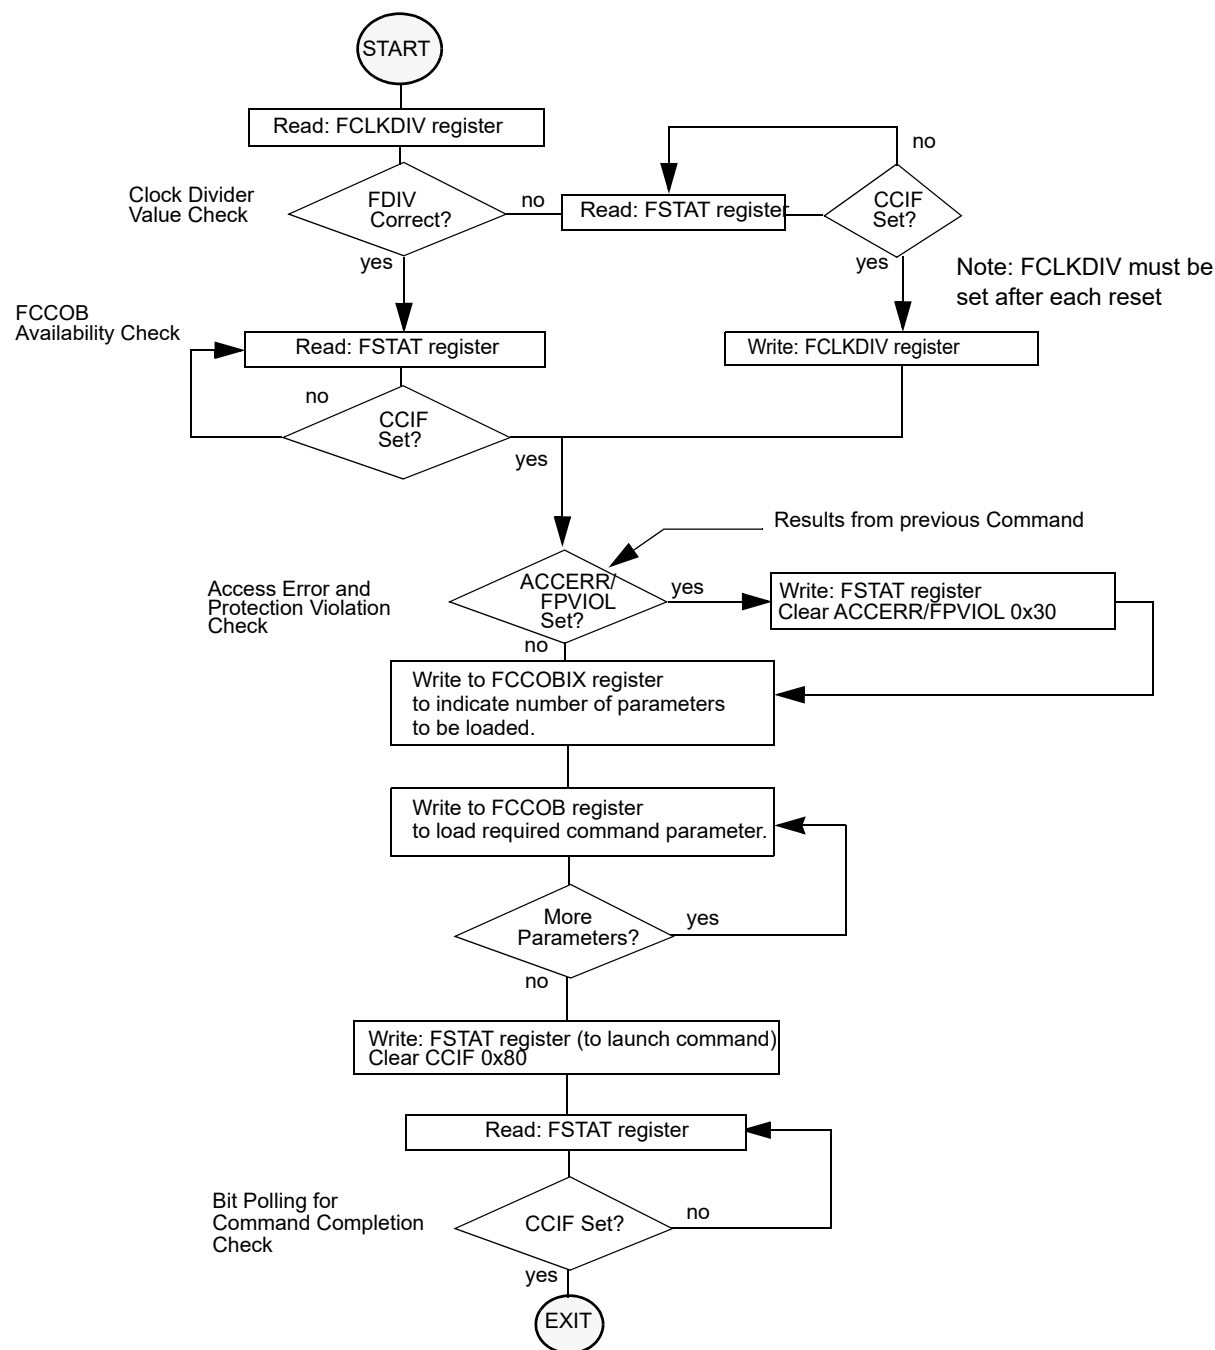 START
Read: FCLKDIV register
no
Clock Divider
Value Check
FDIV
Correct?
no
Read: FSTAT register
CCIF
Set?
yes
yes
Note: FCLKDIV must be
set after each reset
FCCOB
Availability Check
Read: FSTAT register
Write: FCLKDIV register
no
CCIF
Set?
yes
Results from previous Command
Access Error and
Protection Violation
Check
ACCERR/
FPVIOL
Set?
yes
Write: FSTAT register
Clear ACCERR/FPVIOL 0x30
no
Write to FCCOBIX register
to indicate number of parameters
to be loaded.
Write to FCCOB register
to load required command parameter.
More
Parameters?
yes
no
Write: FSTAT register (to launch command)
Clear CCIF 0x80
Read: FSTAT register
Bit Polling for
Command Completion
Check
CCIF Set?
no
yes
EXIT